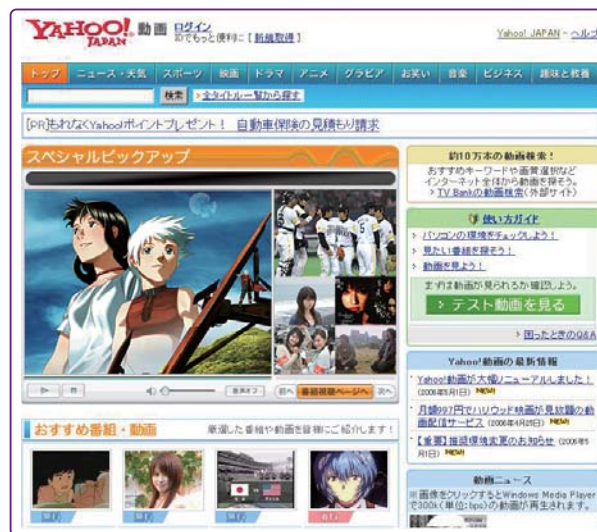 YAHOO! JAPAN 動画
ログイン
IDでもっと便利に [ 新規取得 ]
Yahoo! JAPAN - ヘルプ
トップ ニュース・天気 スポーツ 映画 ドラマ アニメ グラビア お笑い 音楽 ビジネス 趣味と教養
検索 全タイトル一覧から探す
[PR]もれなくYahoo!ポイントプレゼント！ 自動車保険の見積もり請求
スペシャルピックアップ
音声オフ 前へ 番組視聴ページへ 次へ
おすすめ番組・動画 厳選した番組や動画を皆様にご紹介します！
約10万本の動画検索！
おすすめキーワードや画質選択など
インターネット全体から動画を探そう。
> TV Bankの動画検索(外部サイト)
使い方ガイド
パソコンの環境をチェックしよう！
見たい番組を探そう！
動画を見よう！
まずは動画が見られるか確認しよう。
> テスト動画を見る
> 困ったときのQ&A
Yahoo!動画の最新情報
Yahoo!動画が大幅リニューアルしました！
(2006年5月1日) NEW!
月額997円でハリウッド映画が見放題の動
画配信サービス (2006年4月25日) NEW!
【重要】推奨環境変更のお知らせ (2006年5
月1日) NEW!
動画ニュース
※画像をクリックするとWindows Media Player
で300k(単位:bps)の動画が再生されます。